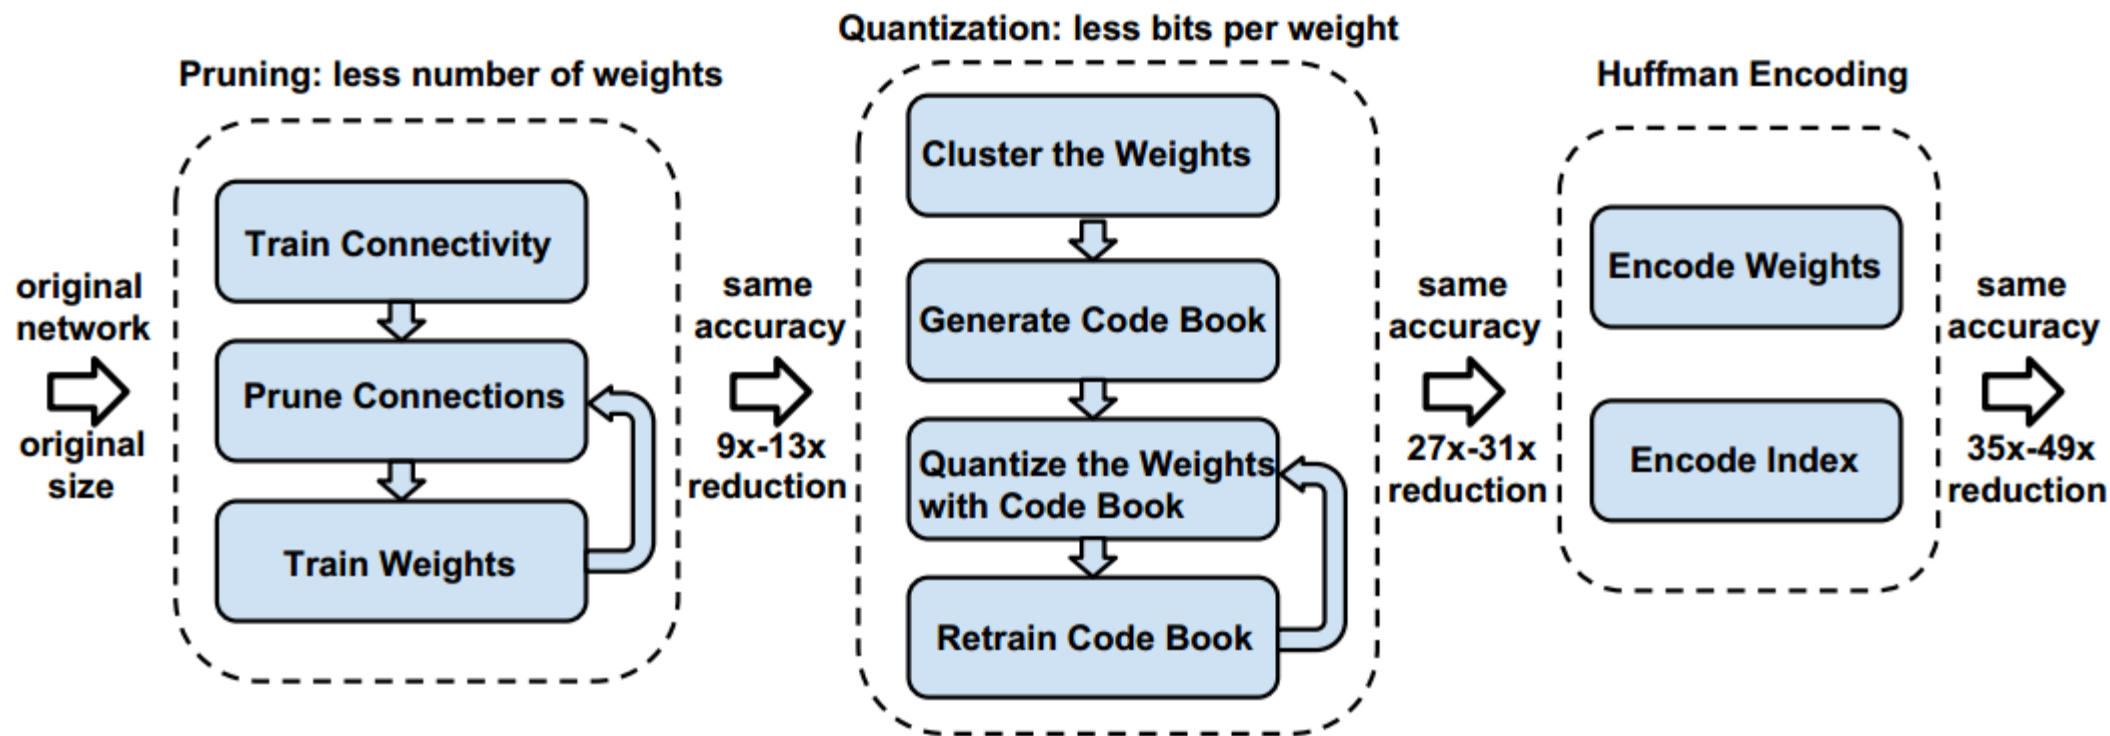 Pruning: less number of weights
original
network
original
size
Train Connectivity
Prune Connections
Train Weights
same
accuracy
9x-13x
reduction
Quantization: less bits per weight
Cluster the Weights
Generate Code Book
Quantize the Weights
with Code Book
Retrain Code Book
same
accuracy
27x-31x
reduction
Huffman Encoding
Encode Weights
Encode Index
same
accuracy
35x-49x
reduction